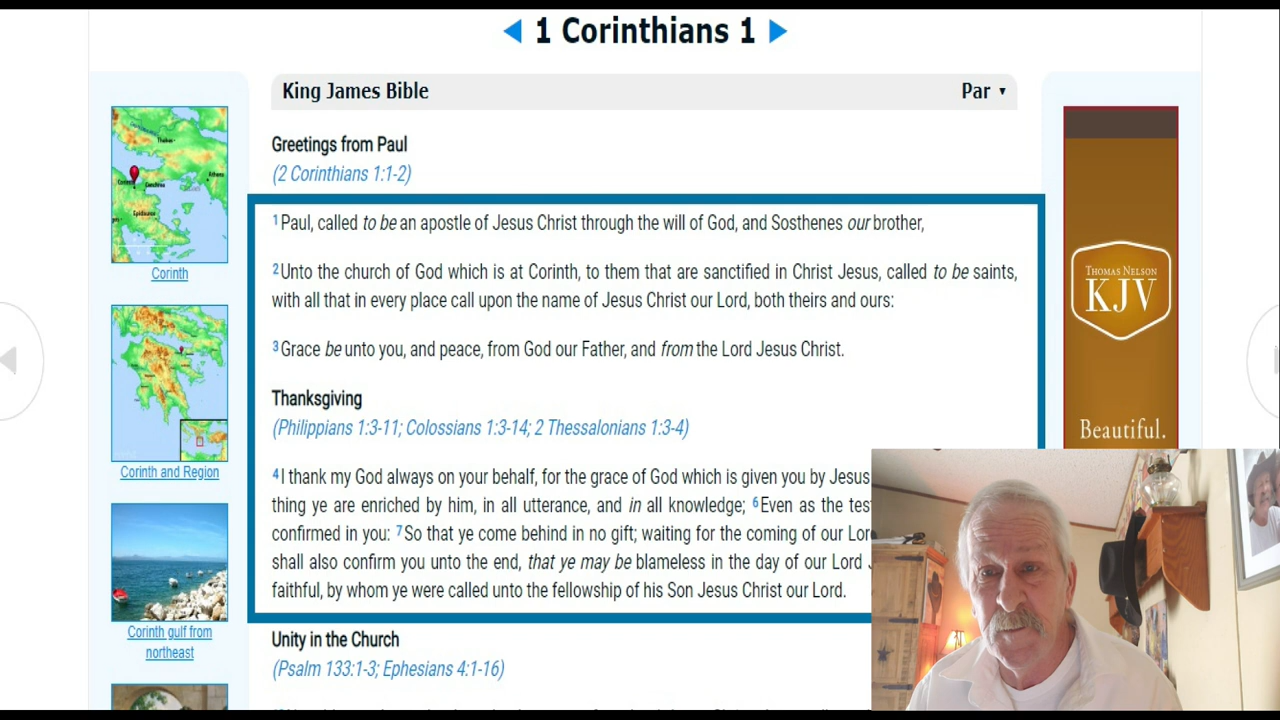 1 Corinthians 1
King James Bible
Par
Greetings from Paul
(2 Corinthians 1:1-2)
1 Paul, called to be an apostle of Jesus Christ through the will of God, and Sosthenes our brother,
2 Unto the church of God which is at Corinth, to them that are sanctified in Christ Jesus, called to be saints,
with all that in every place call upon the name of Jesus Christ our Lord, both theirs and ours:
3 Grace be unto you, and peace, from God our Father, and from the Lord Jesus Christ.
Thanksgiving
(Philippians 1:3-11; Colossians 1:3-14; 2 Thessalonians 1:3-4)
4 I thank my God always on your behalf, for the grace of God which is given you by Jesus
thing ye are enriched by him, in all utterance, and in all knowledge; 6 Even as the
confirmed in you: 7 So that ye come behind in no gift; waiting for the coming of our
shall also confirm you unto the end, that ye may be blameless in the day of our Lord
faithful, by whom ye were called unto the fellowship of his Son Jesus Christ our Lord.
Unity in the Church
(Psalm 133:1-3; Ephesians 4:1-16)
Athens
Corinth
Corinth and Region
Corinth gulf from
northeast
THOMAS NELSON
KJV
Beautiful.